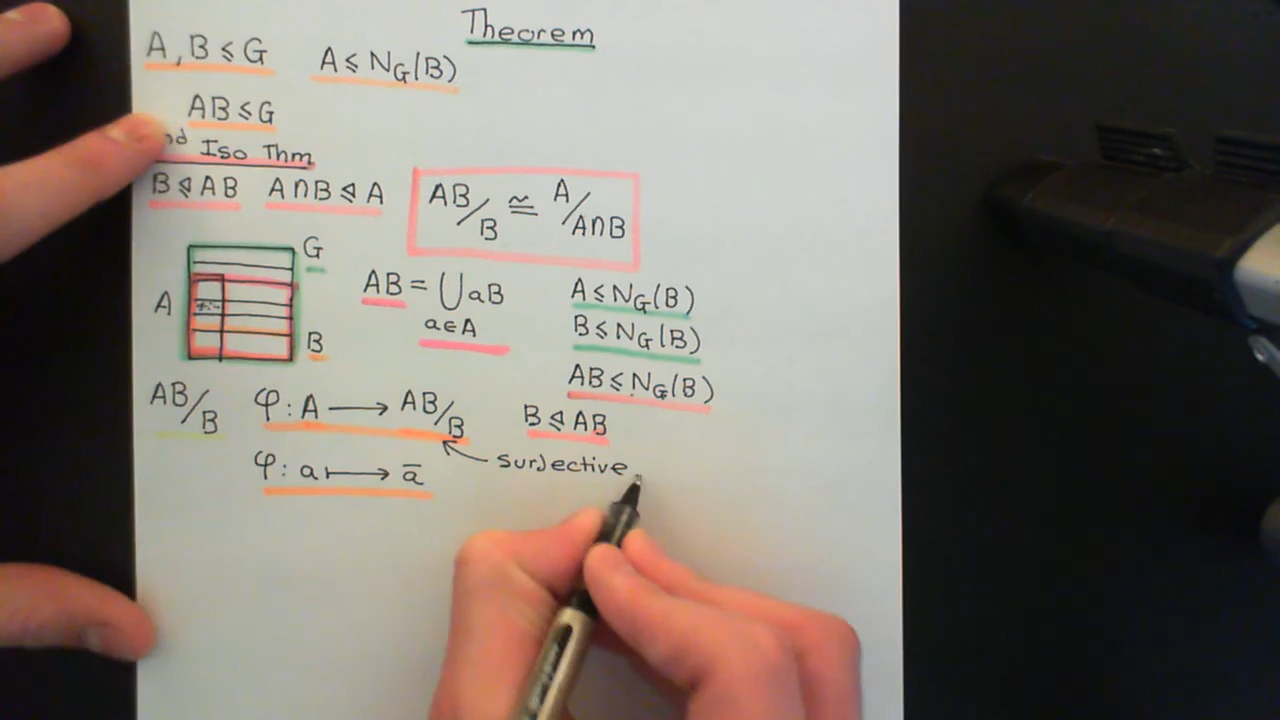 Theorem
A, B ≤ G A ≤ N_G(B)
AB ≤ G
nd Iso Thm
B ⊴ AB A∩B ⊴ A AB/B ≅ A/A∩B
G
A
B
AB = ⋃ aB
a∈A
A ≤ N_G(B)
B ≤ N_G(B)
AB ≤ N_G(B)
AB/B φ : A ⟶ AB/B B ⊴ AB
φ : a ⟼ ā surjective